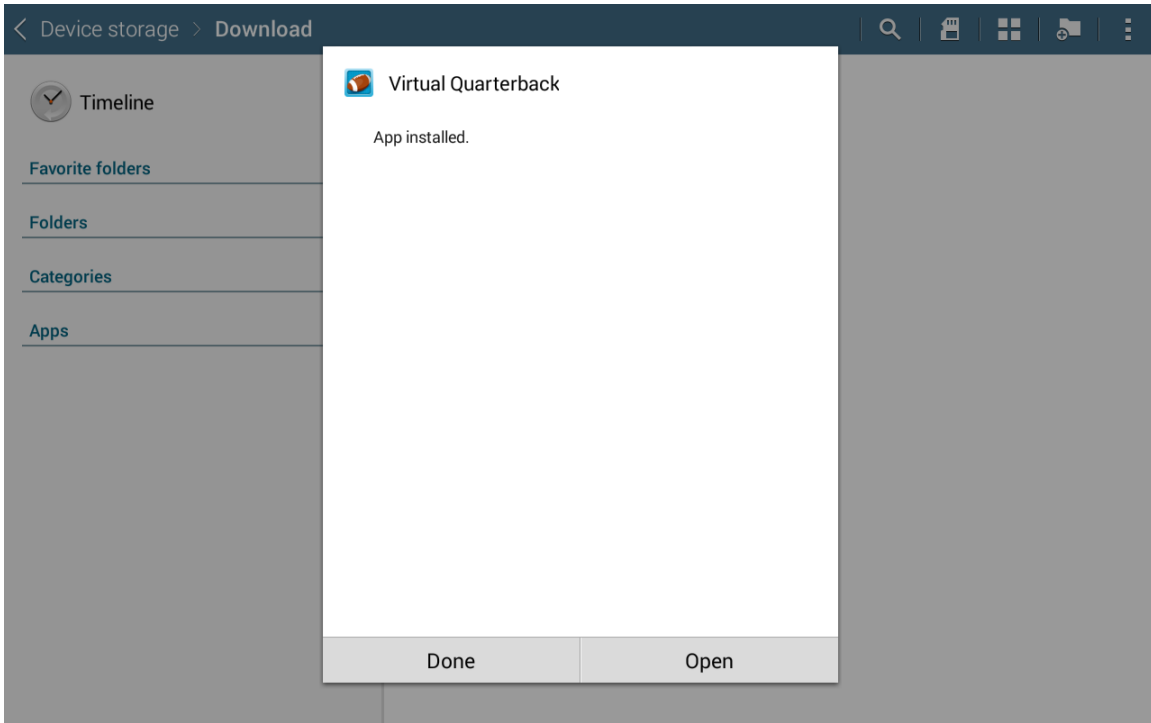 Device storage > Download
Virtual Quarterback
App installed.
Timeline
Favorite folders
Folders
Categories
Apps
Done
Open